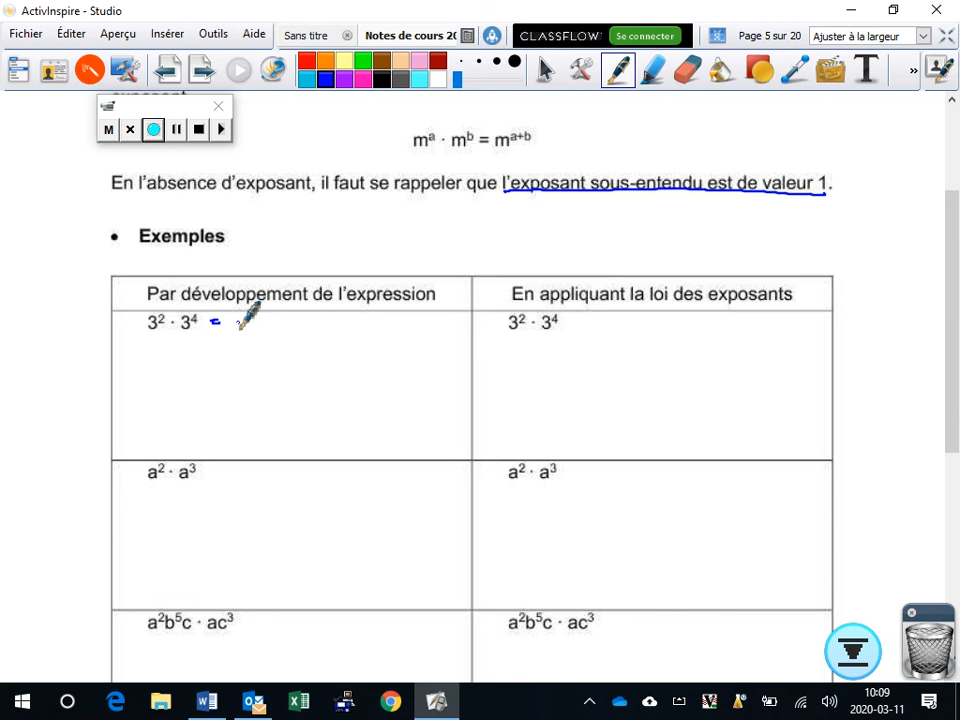 ActivInspire - Studio
Fichier Éditer Aperçu Insérer Outils Aide
Sans titre
Notes de cours 20
CLASSFLOW
Se connecter
Page 5 sur 20
Ajuster à la largeur
M
mᵃ · mᵇ = mᵃ⁺ᵇ
En l'absence d'exposant, il faut se rappeler que l'exposant sous-entendu est de valeur 1.
• Exemples
Par développement de l'expression
En appliquant la loi des exposants
3² · 3⁴ =
3² · 3⁴
a² · a³
a² · a³
a²b⁵c · ac³
a²b⁵c · ac³
10:09
2020-03-11